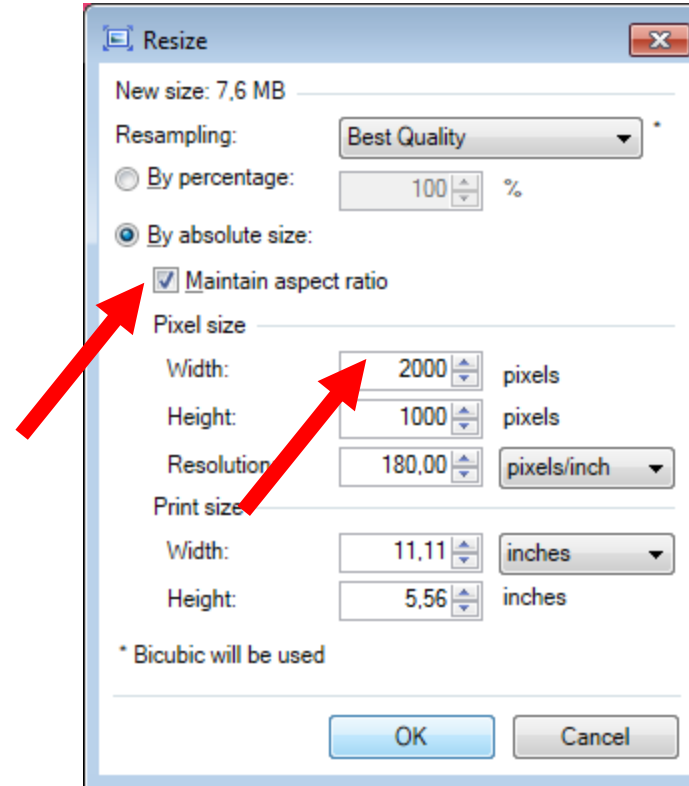 Resize
New size: 7,6 MB
Resampling: Best Quality *
By percentage: 100 %
By absolute size:
Maintain aspect ratio
Pixel size
Width: 2000 pixels
Height: 1000 pixels
Resolution 180,00 pixels/inch
Print size
Width: 11,11 inches
Height: 5,56 inches
* Bicubic will be used
OK Cancel